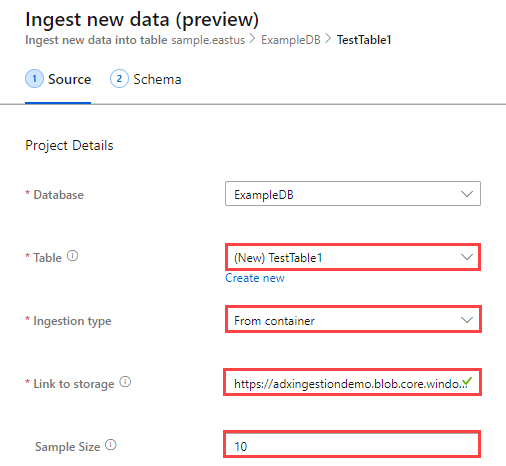 Ingest new data (preview)
Ingest new data into table sample.eastus > ExampleDB > TestTable1
1 Source 2 Schema
Project Details
* Database ExampleDB
* Table (New) TestTable1
Create new
* Ingestion type From container
* Link to storage https://adxingestiondemo.blob.core.windo...
Sample Size 10